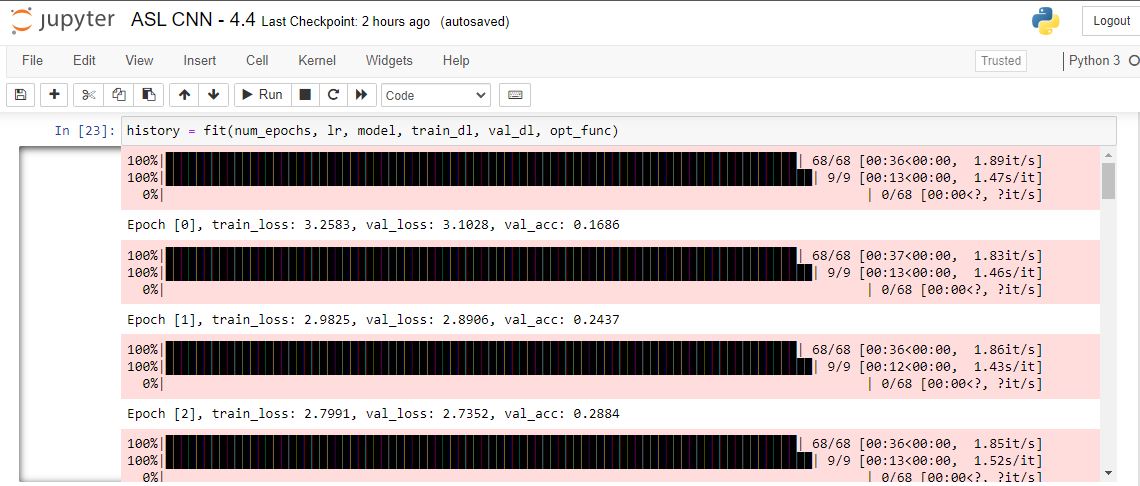 jupyter ASL CNN - 4.4 Last Checkpoint: 2 hours ago (autosaved) Logout
File Edit View Insert Cell Kernel Widgets Help Trusted Python 3
Run Code
In [23]: history = fit(num_epochs, lr, model, train_dl, val_dl, opt_func)
100%| | 68/68 [00:36<00:00, 1.89it/s]
100%| | 9/9 [00:13<00:00, 1.47s/it]
0%| | 0/68 [00:00<?, ?it/s]
Epoch [0], train_loss: 3.2583, val_loss: 3.1028, val_acc: 0.1686
100%| | 68/68 [00:37<00:00, 1.83it/s]
100%| | 9/9 [00:13<00:00, 1.46s/it]
0%| | 0/68 [00:00<?, ?it/s]
Epoch [1], train_loss: 2.9825, val_loss: 2.8906, val_acc: 0.2437
100%| | 68/68 [00:36<00:00, 1.86it/s]
100%| | 9/9 [00:12<00:00, 1.43s/it]
0%| | 0/68 [00:00<?, ?it/s]
Epoch [2], train_loss: 2.7991, val_loss: 2.7352, val_acc: 0.2884
100%| | 68/68 [00:36<00:00, 1.85it/s]
100%| | 9/9 [00:13<00:00, 1.52s/it]
0%| | 0/68 [00:00<?, ?it/s]